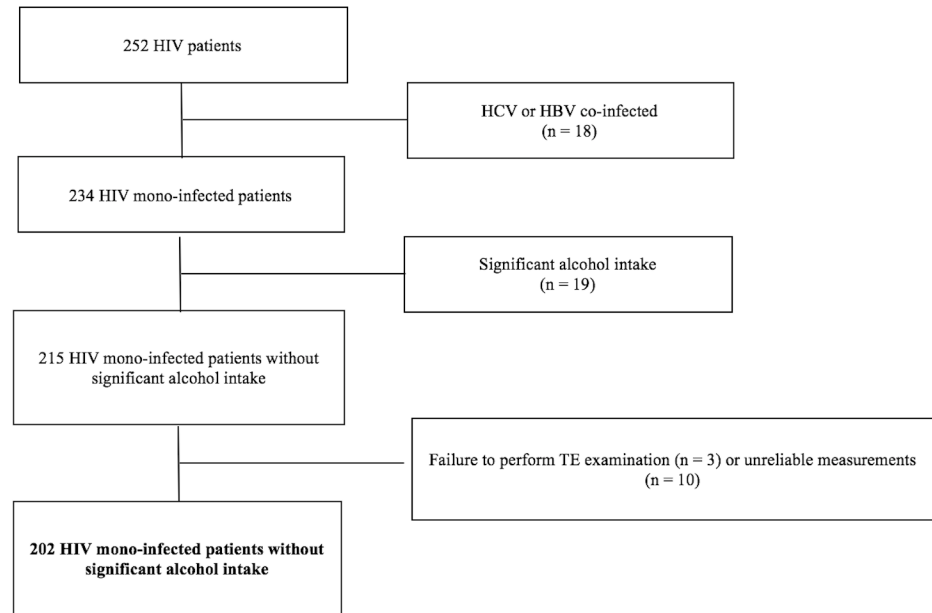 252 HIV patients
HCV or HBV co-infected
(n = 18)
234 HIV mono-infected patients
Significant alcohol intake
(n = 19)
215 HIV mono-infected patients without
significant alcohol intake
Failure to perform TE examination (n = 3) or unreliable measurements
(n = 10)
202 HIV mono-infected patients without
significant alcohol intake